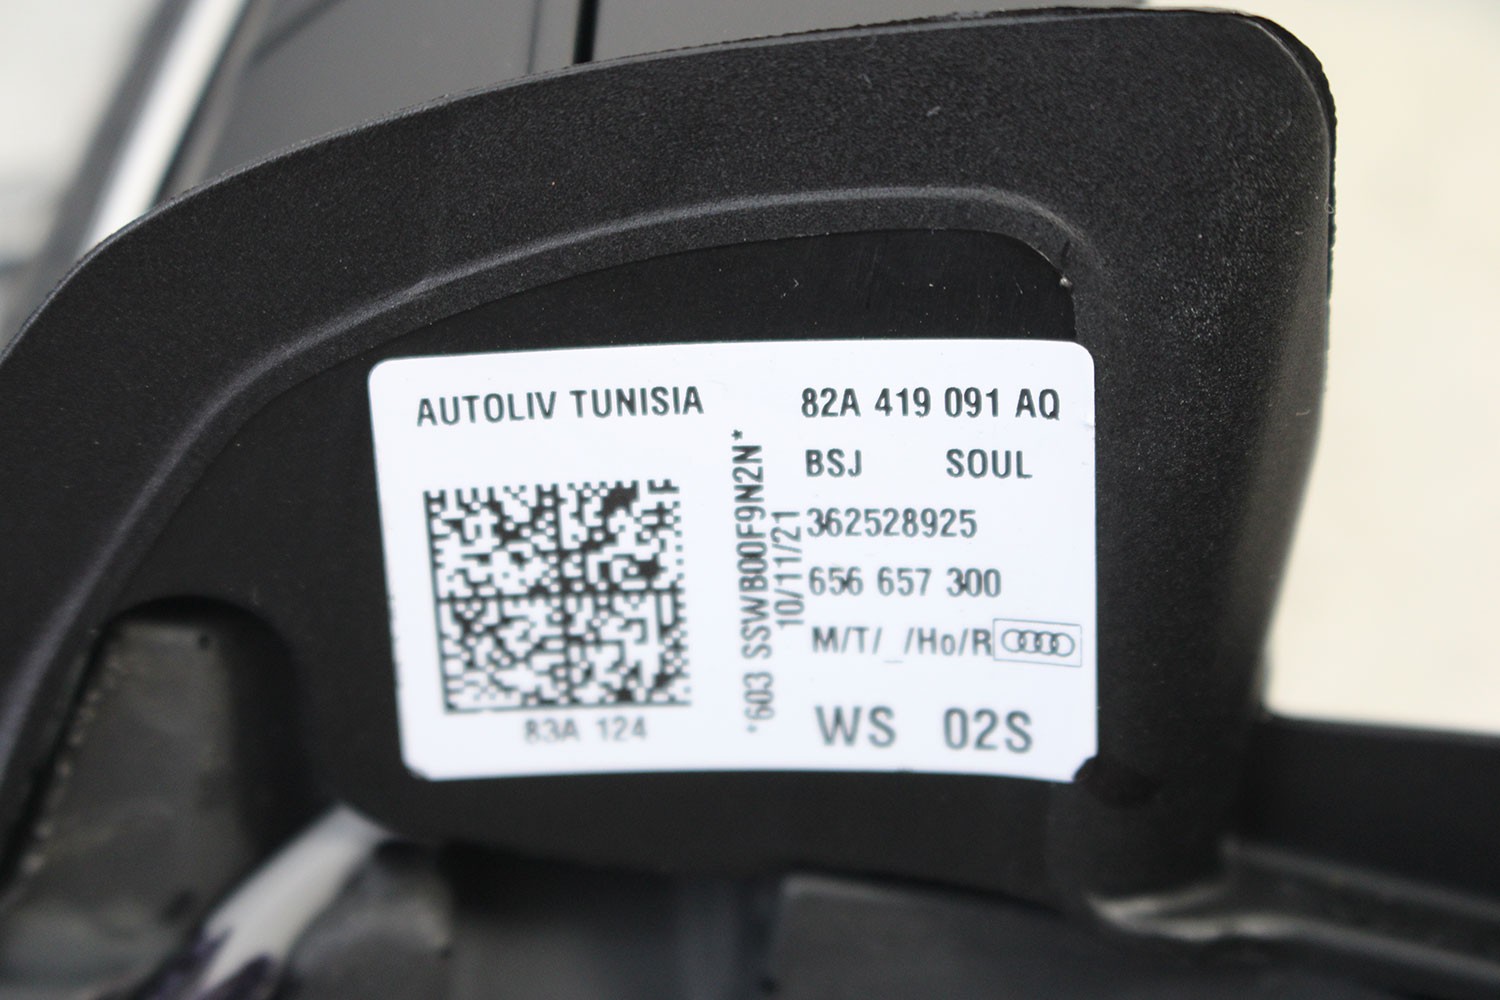 AUTOLIV TUNISIA
83A 124
*603 SSWB00F9N2N*
10/11/21
82A 419 091 AQ
BSJ SOUL
362528925
656 657 300
M/T/_/Ho/R
WS 02S